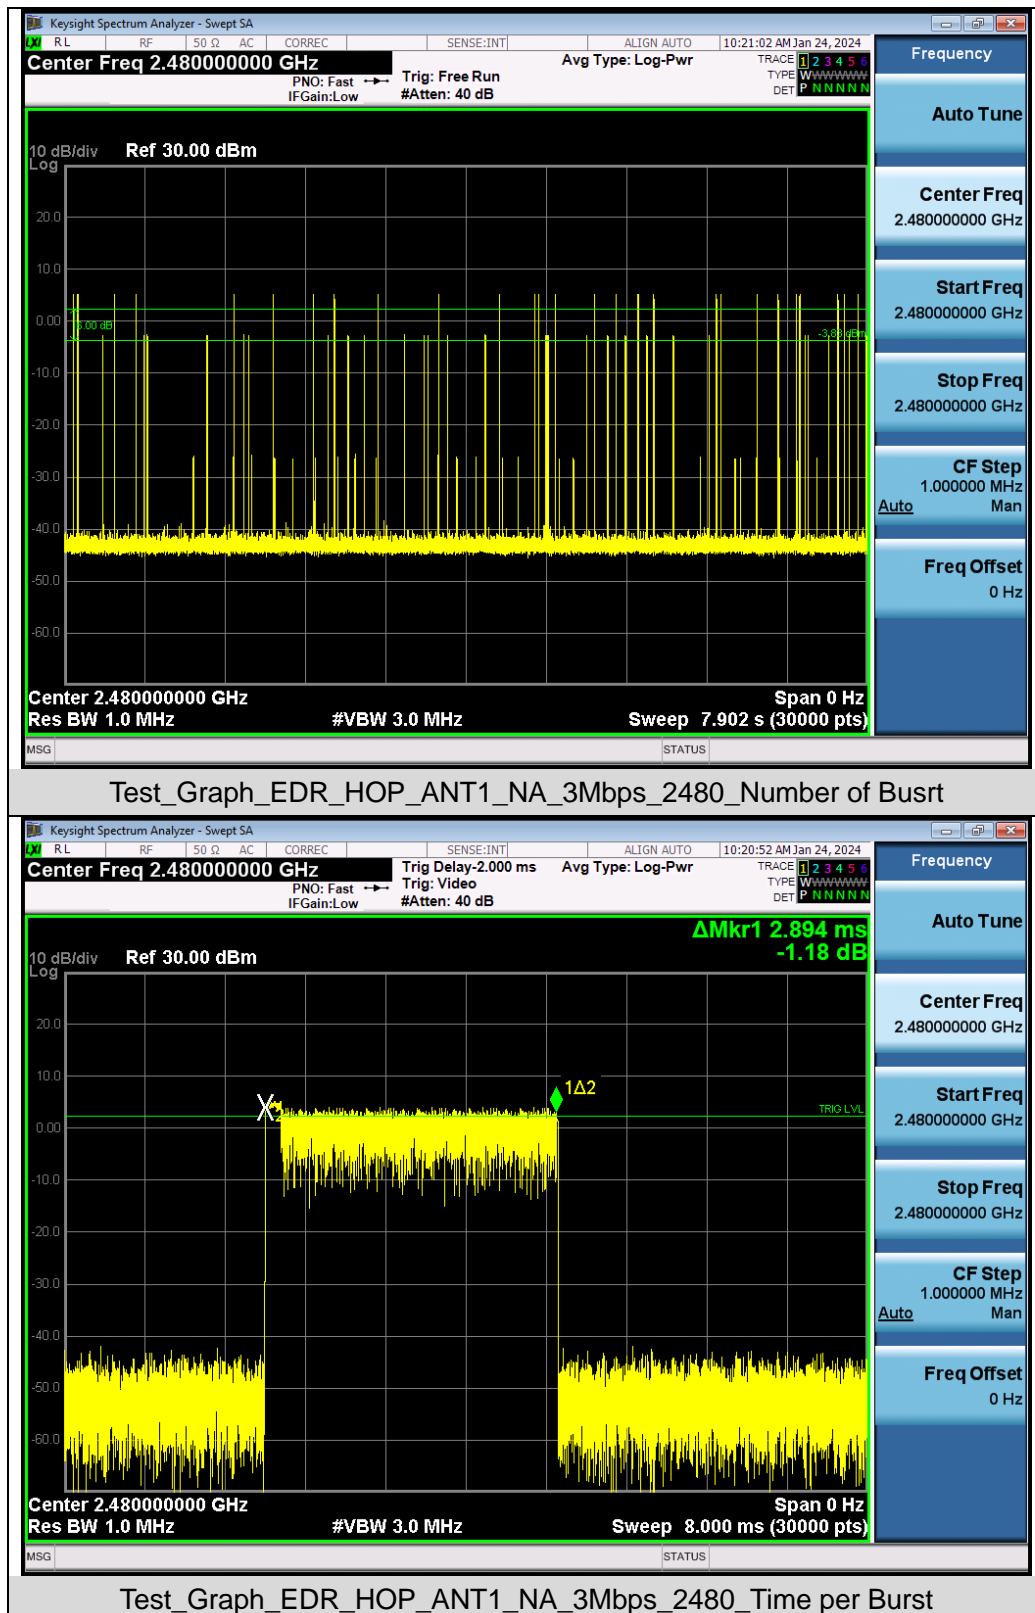 Keysight Spectrum Analyzer - Swept SA
LXI RL RF 50 Ω AC CORREC SENSE:INT ALIGN AUTO 10:21:02 AM Jan 24, 2024
Center Freq 2.480000000 GHz
PNO: Fast
IFGain:Low
Trig: Free Run
#Atten: 40 dB
Avg Type: Log-Pwr
TRACE 1 2 3 4 5 6
TYPE WWWWWW
DET P N N N N N
10 dB/div Ref 30.00 dBm
Log
20.0
10.0
0.00
6.00 dB
-3.88 dBm
-10.0
-20.0
-30.0
-40.0
-50.0
-60.0
Center 2.480000000 GHz Span 0 Hz
Res BW 1.0 MHz #VBW 3.0 MHz Sweep 7.902 s (30000 pts)
MSG STATUS
Frequency
Auto Tune
Center Freq
2.480000000 GHz
Start Freq
2.480000000 GHz
Stop Freq
2.480000000 GHz
CF Step
1.000000 MHz
Auto Man
Freq Offset
0 Hz
Test_Graph_EDR_HOP_ANT1_NA_3Mbps_2480_Number of Busrt
Keysight Spectrum Analyzer - Swept SA
LXI RL RF 50 Ω AC CORREC SENSE:INT ALIGN AUTO 10:20:52 AM Jan 24, 2024
Center Freq 2.480000000 GHz
PNO: Fast
IFGain:Low
Trig Delay-2.000 ms
Trig: Video
#Atten: 40 dB
Avg Type: Log-Pwr
TRACE 1 2 3 4 5 6
TYPE WWWWWW
DET P N N N N N
ΔMkr1 2.894 ms
-1.18 dB
10 dB/div Ref 30.00 dBm
Log
20.0
10.0
1Δ2
TRIG LVL
0.00
-10.0
-20.0
-30.0
-40.0
-50.0
-60.0
Center 2.480000000 GHz Span 0 Hz
Res BW 1.0 MHz #VBW 3.0 MHz Sweep 8.000 ms (30000 pts)
MSG STATUS
Frequency
Auto Tune
Center Freq
2.480000000 GHz
Start Freq
2.480000000 GHz
Stop Freq
2.480000000 GHz
CF Step
1.000000 MHz
Auto Man
Freq Offset
0 Hz
Test_Graph_EDR_HOP_ANT1_NA_3Mbps_2480_Time per Burst